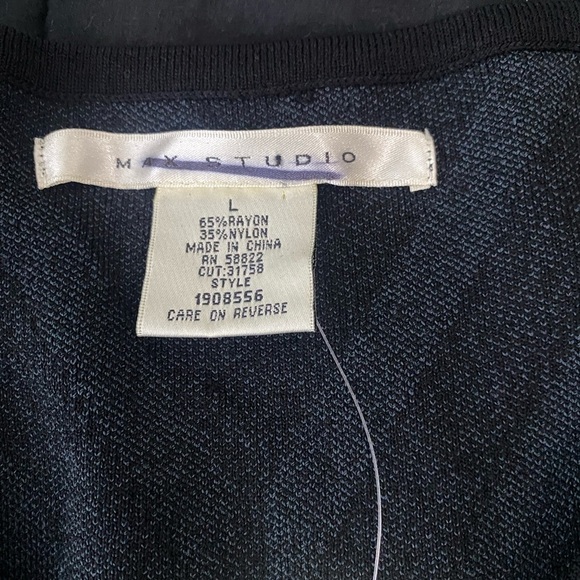 MAX STUDIO
L
65%RAYON
35%NYLON
MADE IN CHINA
RN 58822
CUT:31758
STYLE
1908556
CARE ON REVERSE